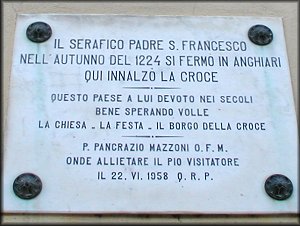 IL SERAFICO PADRE S. FRANCESCO
NELL'AUTUNNO DEL 1224 SI FERMÒ IN ANGHIARI
QUI INNALZÒ LA CROCE
QUESTO PAESE A LUI DEVOTO NEI SECOLI
BENE SPERANDO VOLLE
LA CHIESA - LA FESTA - IL BORGO DELLA CROCE
P. PANCRAZIO MAZZONI O.F.M.
ONDE ALLIETARE IL PIO VISITATORE
IL 22. VI. 1958 Q. R. P.